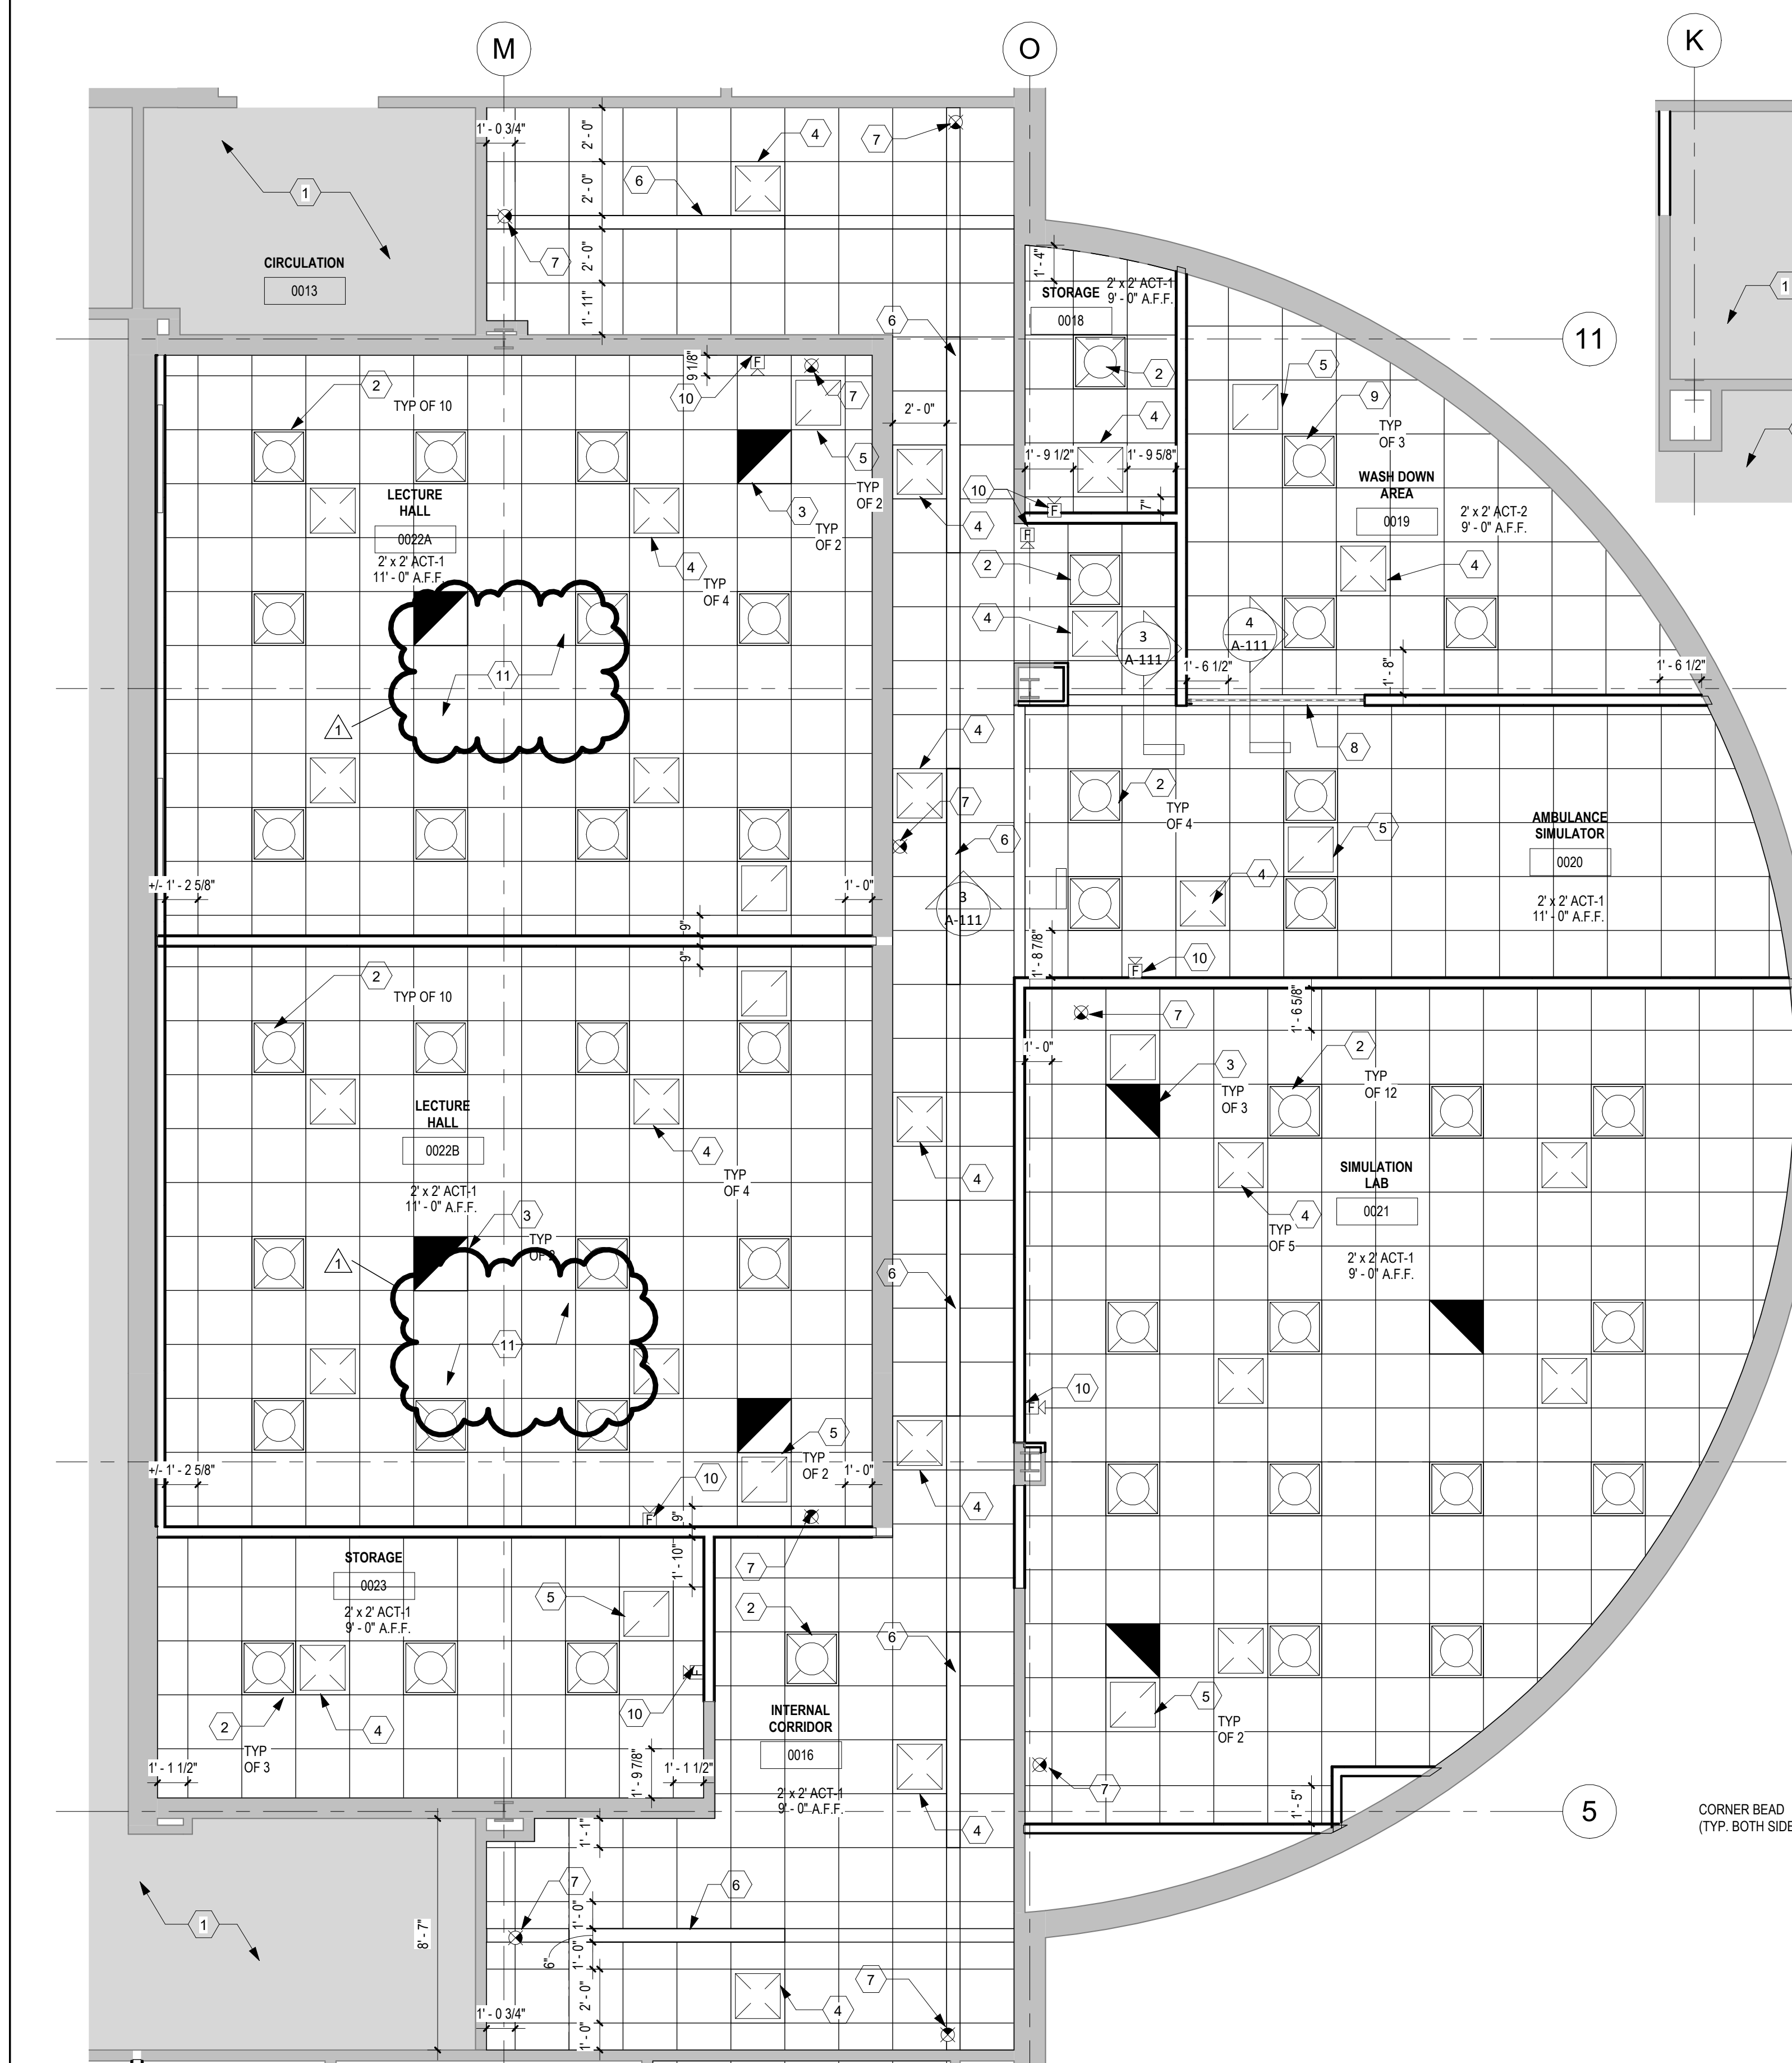 M
O
K
1' - 0 3/4"
2' - 0"
4
7
6
2' - 0"
1
CIRCULATION
0013
7
2' - 0"
1' - 11"
1' - 4"
STORAGE
2' x 2' ACT-1
9' - 0" A.F.F.
0018
1
6
11
2
TYP OF 10
9 1/8"
F
10
7
2' - 0"
2
5
9
TYP
OF 3
4
5
TYP
OF 2
1' - 9 1/2"
1' - 9 5/8"
WASH DOWN
AREA
0019
2' x 2' ACT-2
9' - 0" A.F.F.
LECTURE
HALL
0022A
2' x 2' ACT-1
11' - 0" A.F.F.
3
TYP
OF 2
10
F
7"
4
F
4
TYP
OF 4
2
4
4
3
A-111
4
A-111
1' - 6 1/2"
1' - 8"
1' - 6 1/2"
11
1
4
8
7
2
TYP
OF 4
6
5
AMBULANCE
SIMULATOR
0020
2' x 2' ACT-1
11' - 0" A.F.F.
4
+/- 1' - 2 5/8"
1' - 0"
3
A-111
9"
9"
1' - 8 7/8"
F
10
2
TYP OF 10
1' - 6 5/8"
7
1' - 0"
2
TYP
OF 12
3
TYP
OF 3
LECTURE
HALL
0022B
2' x 2' ACT-1
11' - 0" A.F.F.
4
TYP
OF 4
4
SIMULATION
LAB
0021
2' x 2' ACT-1
9' - 0" A.F.F.
4
TYP
OF 5
3
TYP
OF 2
1
6
11
10
F
5
TYP
OF 2
+/- 1' - 2 5/8"
1' - 0"
10
F
9"
4
STORAGE
0023
2' x 2' ACT-1
9' - 0" A.F.F.
1' - 10"
5
7
2
6
F
10
2
TYP
OF 3
4
INTERNAL
CORRIDOR
0016
2' x 2' ACT-1
9' - 0" A.F.F.
5
TYP
OF 2
1' - 1 1/2"
1' - 9 7/8"
1' - 1 1/2"
7
4
1' - 5"
5
CORNER BEAD
1' - 1"
7
6
1
8' - 7"
1' - 0"
6"
1' - 0"
2' - 0"
7
4
1' - 0 3/4"
1' - 0"